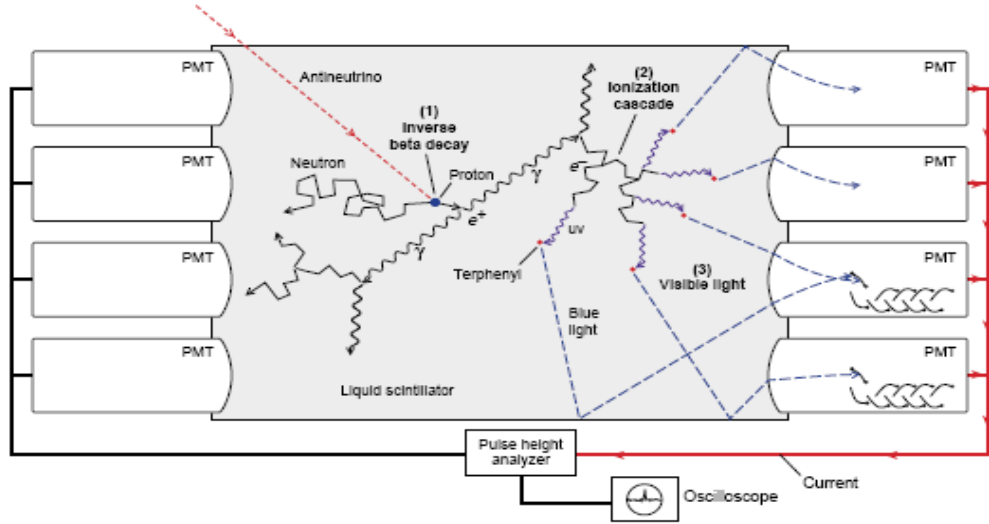 PMT
PMT
Antineutrino
(1)
Inverse
beta decay
(2)
Ionization
cascade
PMT
PMT
Neutron
Proton
γ
e⁻
e⁺
γ
uv
PMT
PMT
Terphenyl
(3)
Visible light
Blue
light
PMT
PMT
Liquid scintillator
Pulse height
analyzer
Current
Oscilloscope